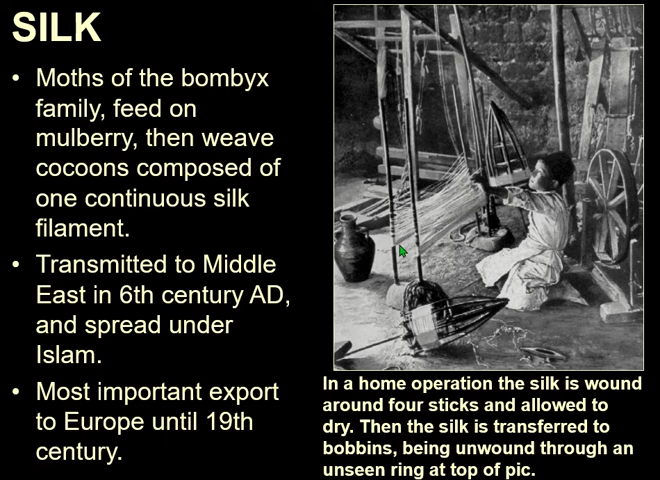 SILK
• Moths of the bombyx
family, feed on
mulberry, then weave
cocoons composed of
one continuous silk
filament.
• Transmitted to Middle
East in 6th century AD,
and spread under
Islam.
• Most important export
to Europe until 19th
century.
In a home operation the silk is wound
around four sticks and allowed to
dry. Then the silk is transferred to
bobbins, being unwound through an
unseen ring at top of pic.